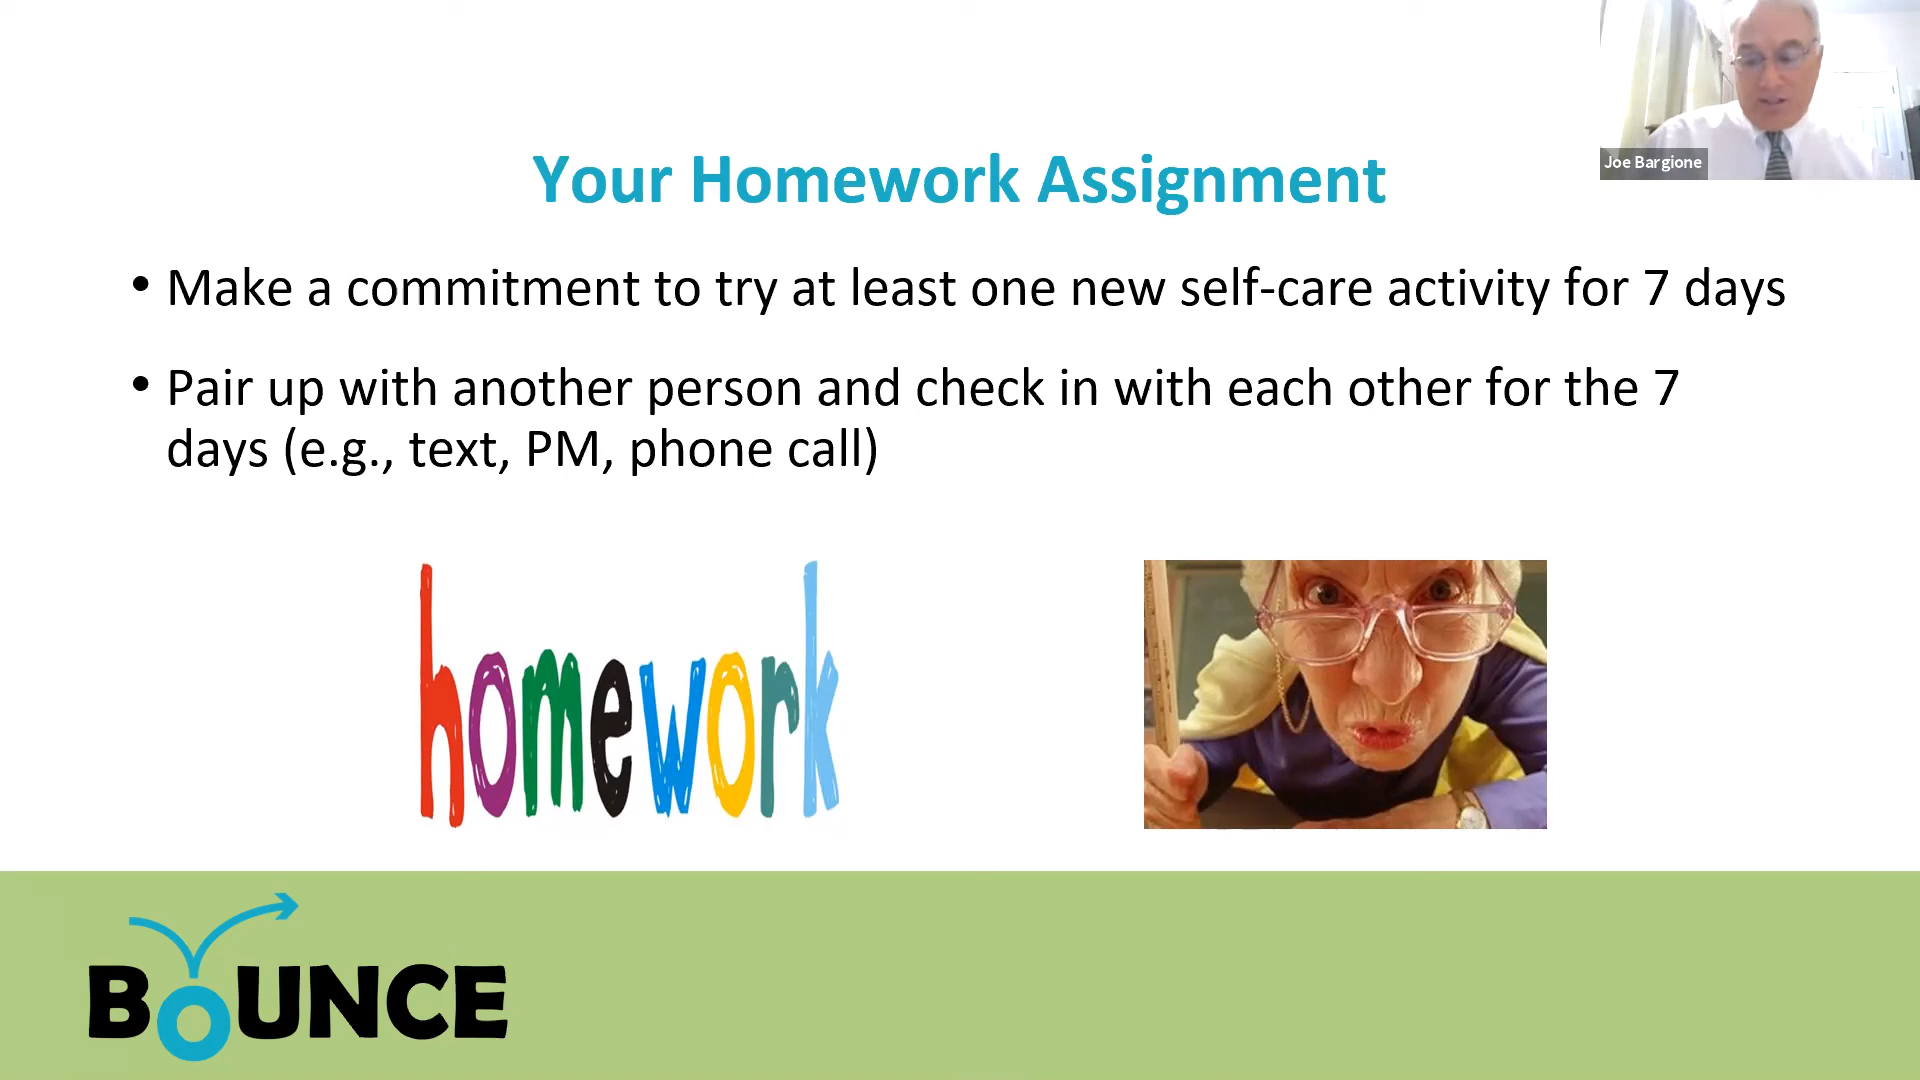 Joe Bargione
Your Homework Assignment
• Make a commitment to try at least one new self-care activity for 7 days
• Pair up with another person and check in with each other for the 7
days (e.g., text, PM, phone call)
homework
BOUNCE